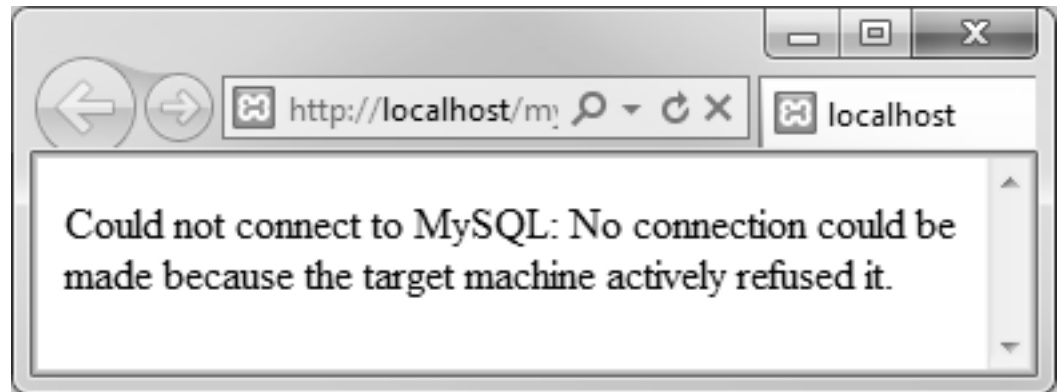 http://localhost/my
localhost
Could not connect to MySQL: No connection could be
made because the target machine actively refused it.